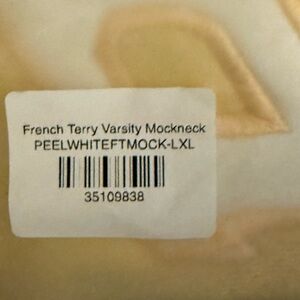 French Terry Varsity Mockneck
PEELWHITEFTMOCK-LXL
35109838